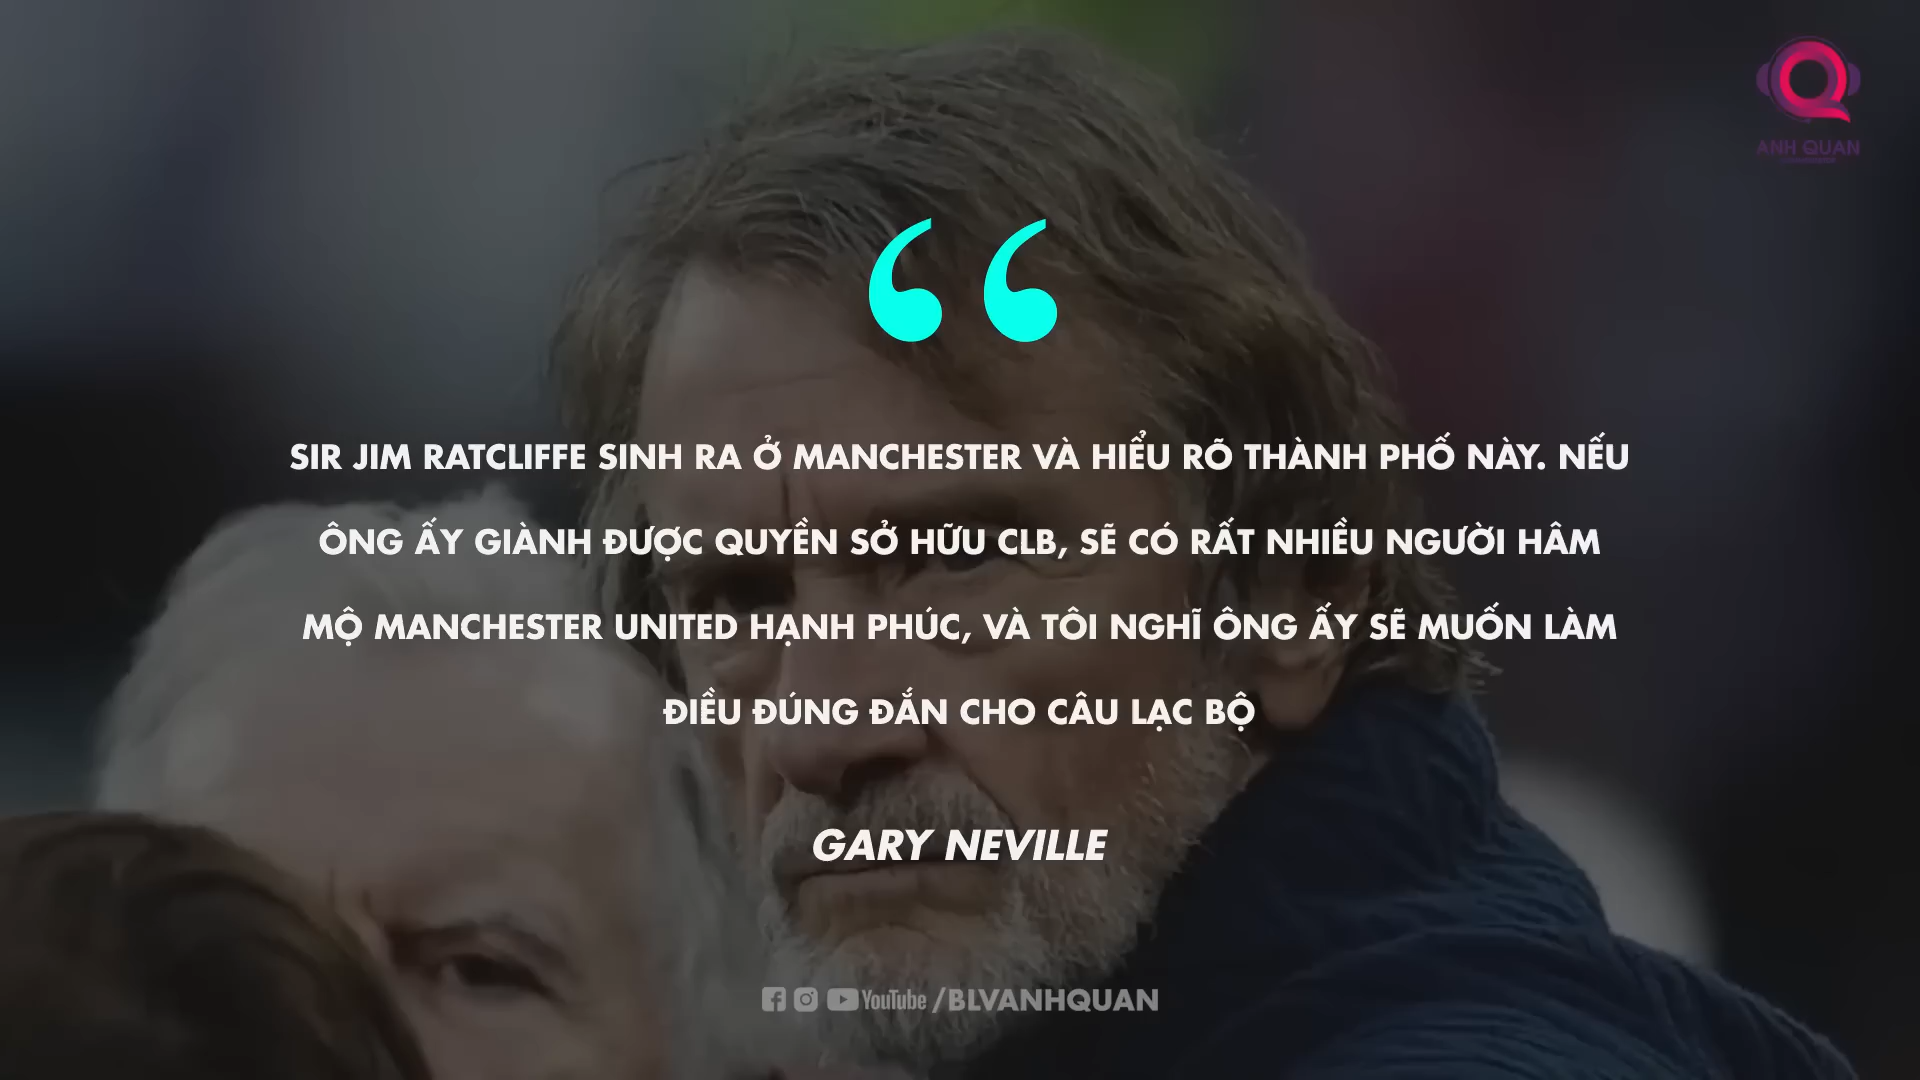 ANH QUAN
SIR JIM RATCLIFFE SINH RA Ở MANCHESTER VÀ HIỂU RÕ THÀNH PHỐ NÀY. NẾU
ÔNG ẤY GIÀNH ĐƯỢC QUYỀN SỞ HỮU CLB, SẼ CÓ RẤT NHIỀU NGƯỜI HÂM
MỘ MANCHESTER UNITED HẠNH PHÚC, VÀ TÔI NGHĨ ÔNG ẤY SẼ MUỐN LÀM
ĐIỀU ĐÚNG ĐẮN CHO CÂU LẠC BỘ
GARY NEVILLE
YouTube /BLVANHQUAN